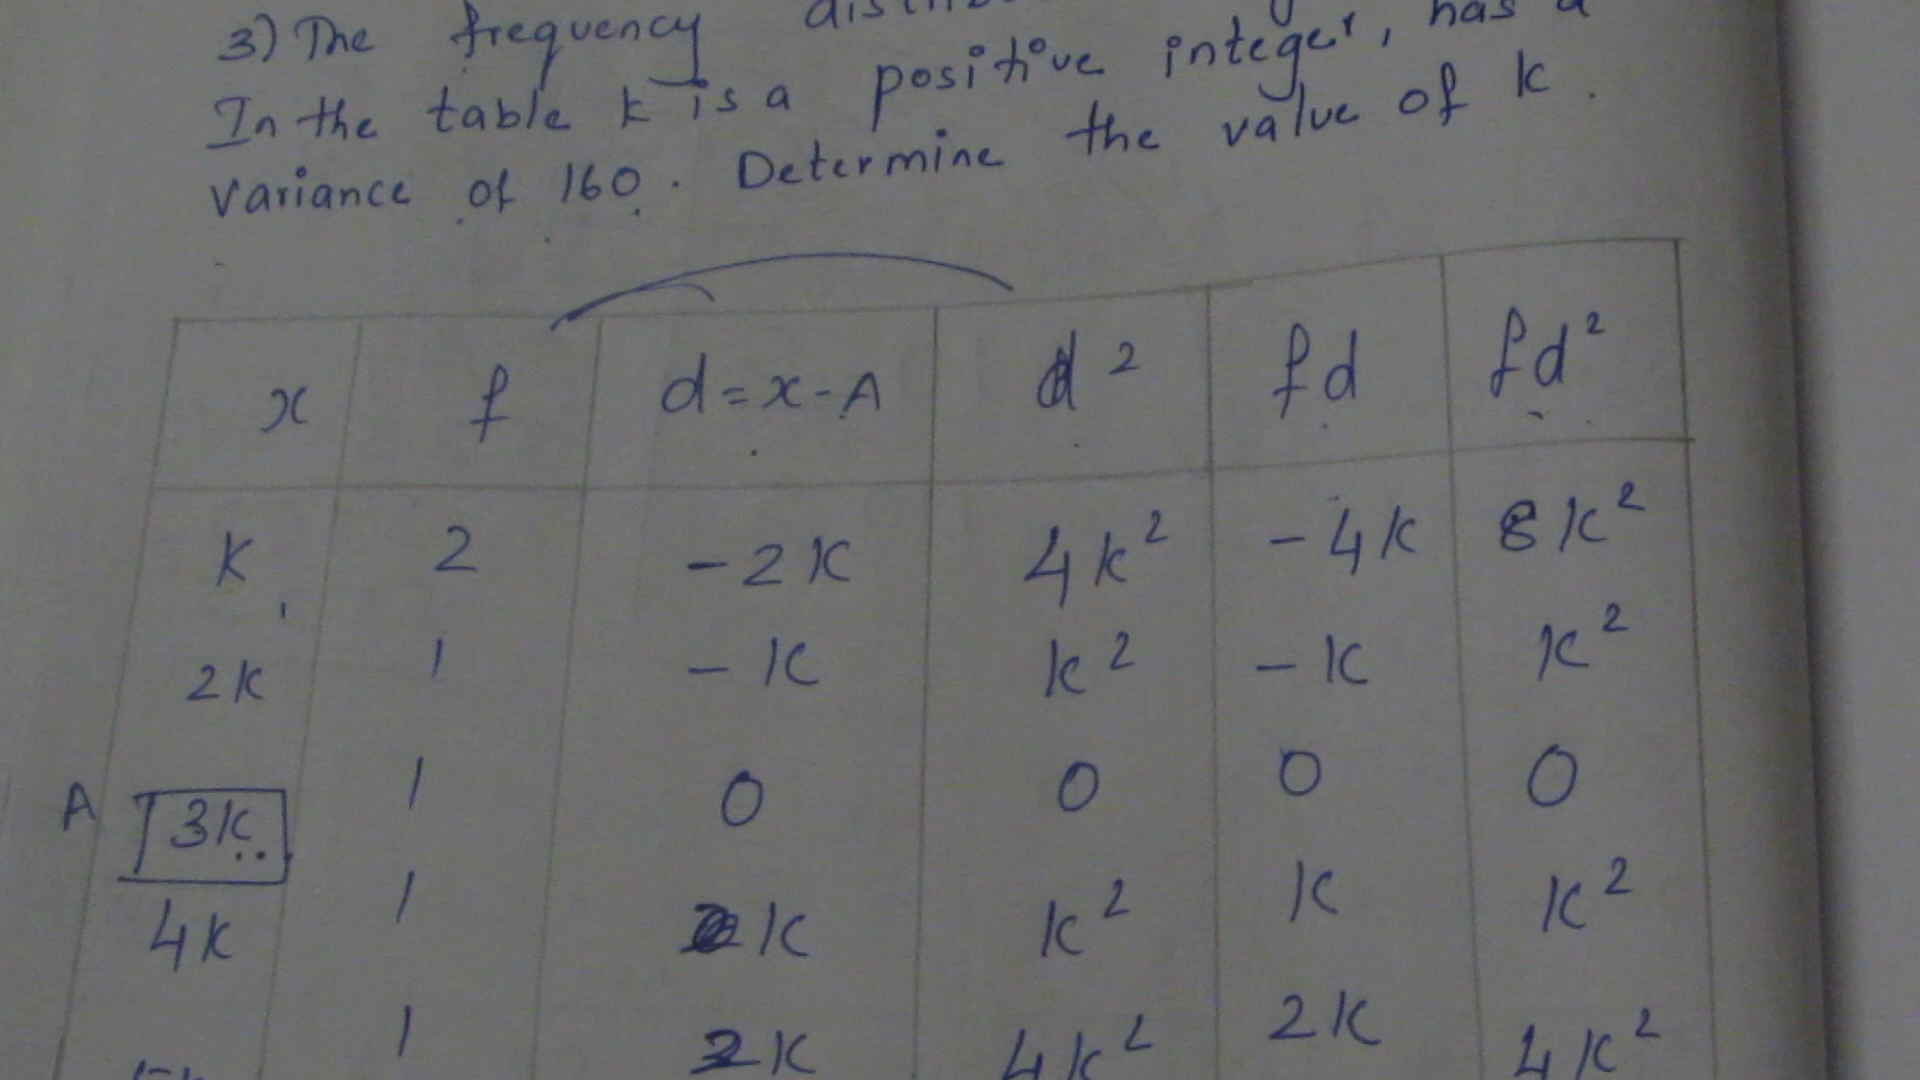 3) The frequency
In the table k is a positive integer, has a
variance of 160. Determine the value of k.
x f d=x-A d² fd fd²
K 2 -2K 4k² -4k 8k²
2K 1 -K k² -K k²
A 3K 1 0 0 0 0
4K 1 K k² K k²
1 2K 4k² 2K 4k²